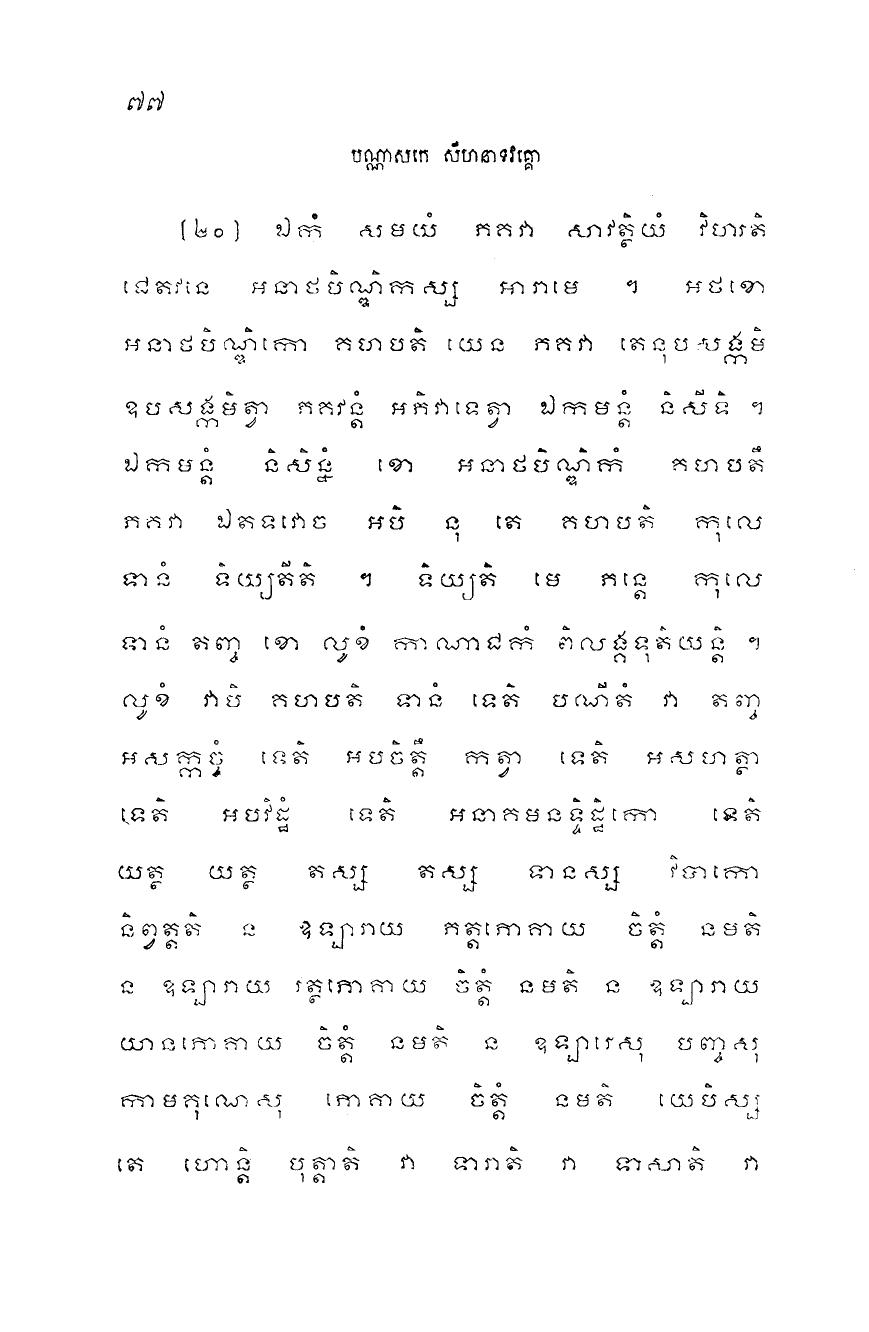 ៧៧
បណ្ណាសកេ សីហនាទវគ្គោ
[២០] ឯកំ សមយំ ភគវា សាវត្ថិយំ វិហរតិ
ជេតវនេ អនាថបិណ្ឌិកស្ស អារាមេ ។ អថខោ
អនាថបិណ្ឌិកោ គហបតិ យេន ភគវា តេនុបសង្កមិ
ឧបសង្កមិត្វា ភគវន្តំ អភិវាទេត្វា ឯកមន្តំ និសីទិ ។
ឯកមន្តំ និសិន្នំ ខោ អនាថបិណ្ឌិកំ គហបតឹ
ភគវា ឯតទវោច អបិ នុ តេ គហបតិ កុលេ
ទានំ ទិយ្យតីតិ ។ ទិយ្យតិ មេ ភន្តេ កុលេ
ទានំ តញ្ច ខោ លូខំ កាណាជកំ ពិលង្គទុតិយន្តិ ។
លូខំ វាបិ គហបតិ ទានំ ទេតិ បណីតំ វា តញ្ច
អសក្កច្ចំ ទេតិ អបចិត្តឹ កត្វា ទេតិ អសហត្ថា
ទេតិ អបវិដ្ឋំ ទេតិ អនាគមនទិ្ទដ្ឋិកោ ទេតិ
យត្ថ យត្ថ តស្ស តស្ស ទានស្ស វិបាកោ
និព្វត្តតិ ន ឧឡារាយ ភត្តភោគាយ ចិត្តំ នមតិ
ន ឧឡារាយ វត្ថភោគាយ ចិត្តំ នមតិ ន ឧឡារាយ
យានភោគាយ ចិត្តំ នមតិ ន ឧឡារេសុ បញ្ចសុ
កាមគុណេសុ ភោគាយ ចិត្តំ នមតិ យេបិស្ស
តេ ហោន្តិ បុត្តាតិ វា ទារាតិ វា ទាសាតិ វា